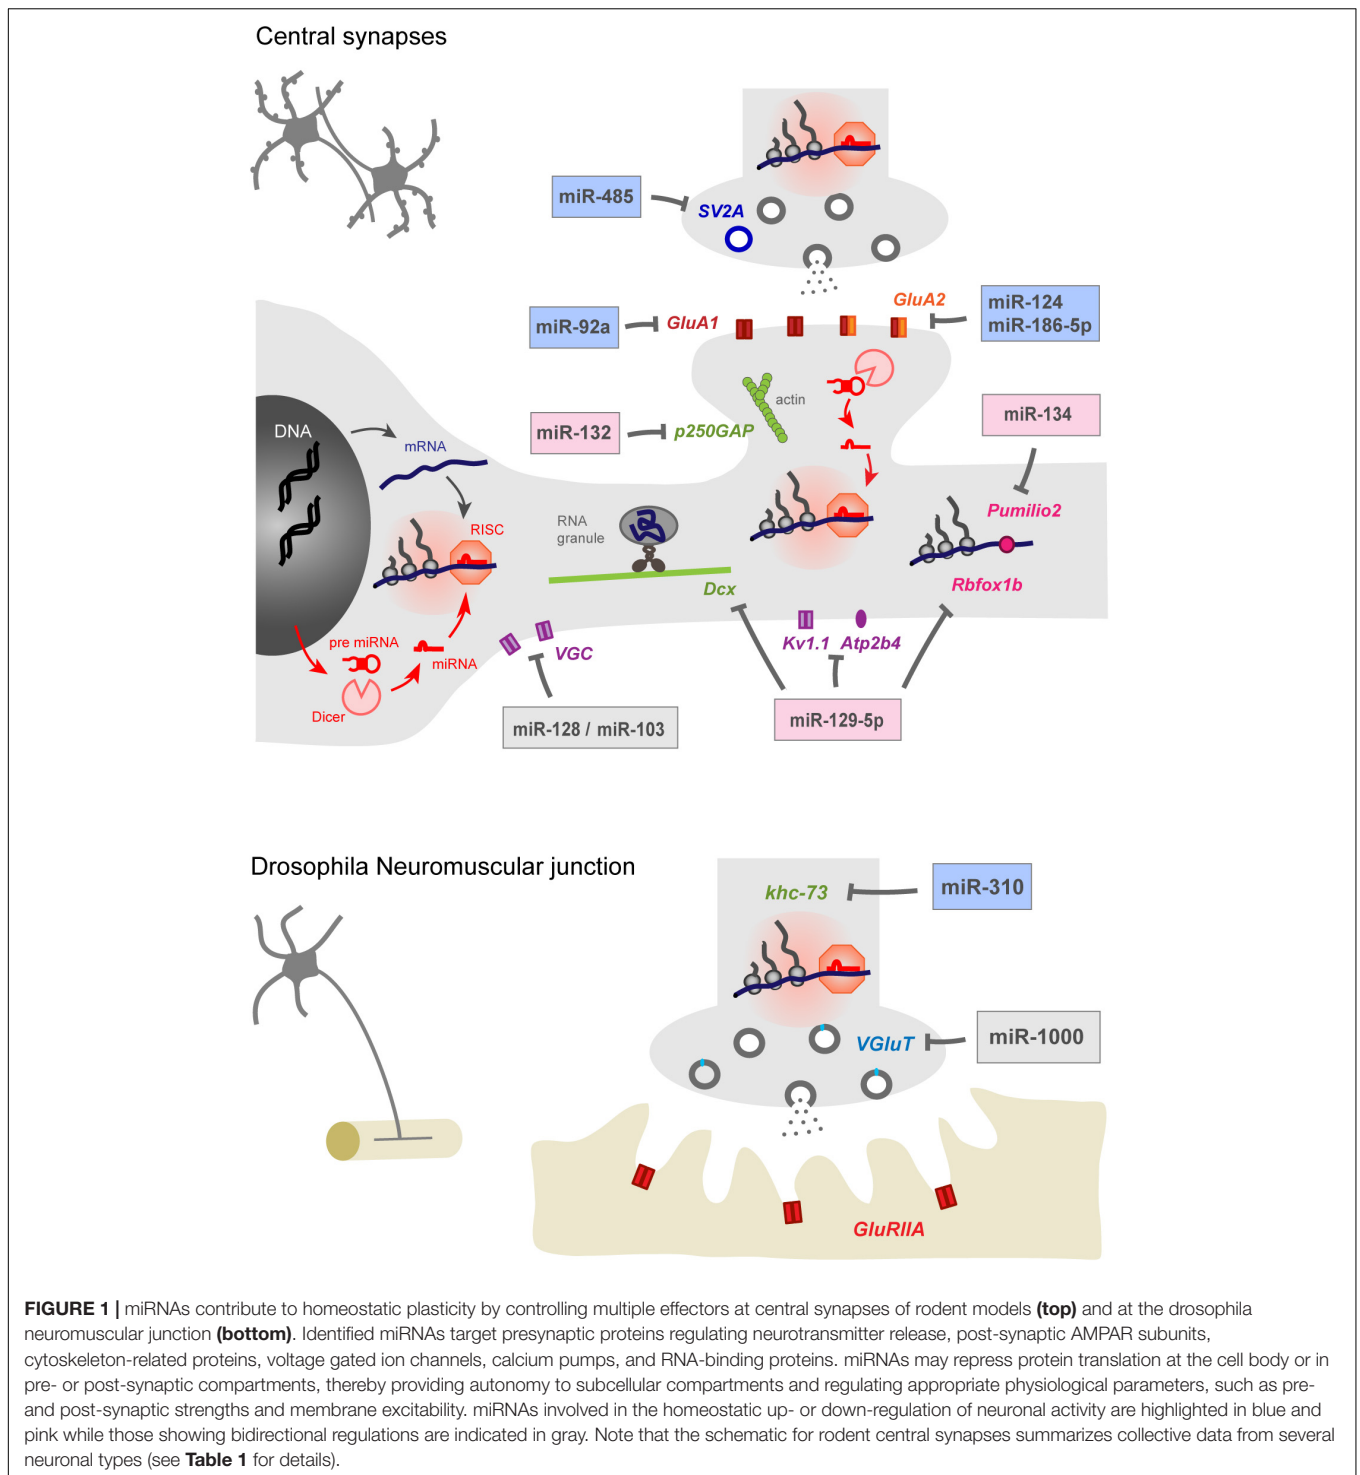 Central synapses
miR-485
SV2A
GluA2
miR-124
miR-186-5p
miR-92a
GluA1
actin
miR-132
p250GAP
miR-134
DNA
mRNA
RISC
RNA
granule
Pumilio2
Dcx
Rbfox1b
pre miRNA
miRNA
Dicer
VGC
Kv1.1
Atp2b4
miR-128 / miR-103
miR-129-5p
Drosophila Neuromuscular junction
khc-73
miR-310
VGluT
miR-1000
GluRIIA
FIGURE 1 | miRNAs contribute to homeostatic plasticity by controlling multiple effectors at central synapses of rodent models (top) and at the drosophila
neuromuscular junction (bottom). Identified miRNAs target presynaptic proteins regulating neurotransmitter release, post-synaptic AMPAR subunits,
cytoskeleton-related proteins, voltage gated ion channels, calcium pumps, and RNA-binding proteins. miRNAs may repress protein translation at the cell body or in
pre- or post-synaptic compartments, thereby providing autonomy to subcellular compartments and regulating appropriate physiological parameters, such as pre-
and post-synaptic strengths and membrane excitability. miRNAs involved in the homeostatic up- or down-regulation of neuronal activity are highlighted in blue and
pink while those showing bidirectional regulations are indicated in gray. Note that the schematic for rodent central synapses summarizes collective data from several
neuronal types (see Table 1 for details).